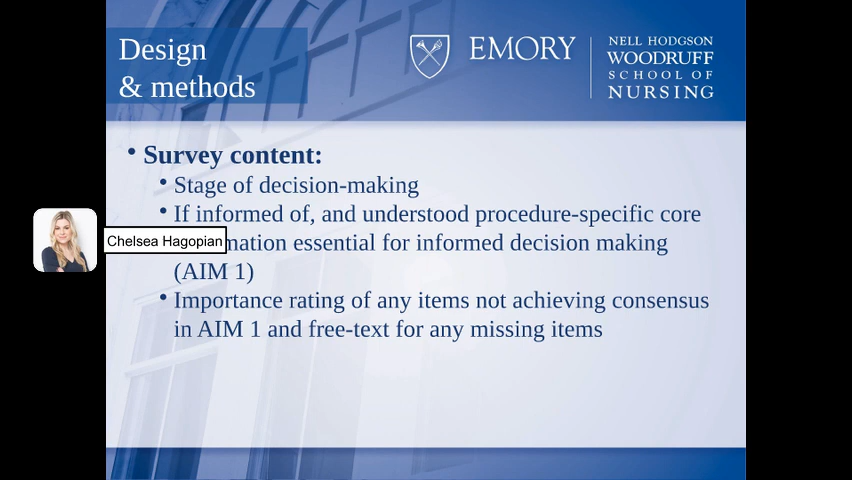 Design
& methods
EMORY
NELL HODGSON
WOODRUFF
SCHOOL OF
NURSING
• Survey content:
• Stage of decision-making
• If informed of, and understood procedure-specific core
mation essential for informed decision making
(AIM 1)
• Importance rating of any items not achieving consensus
in AIM 1 and free-text for any missing items
Chelsea Hagopian